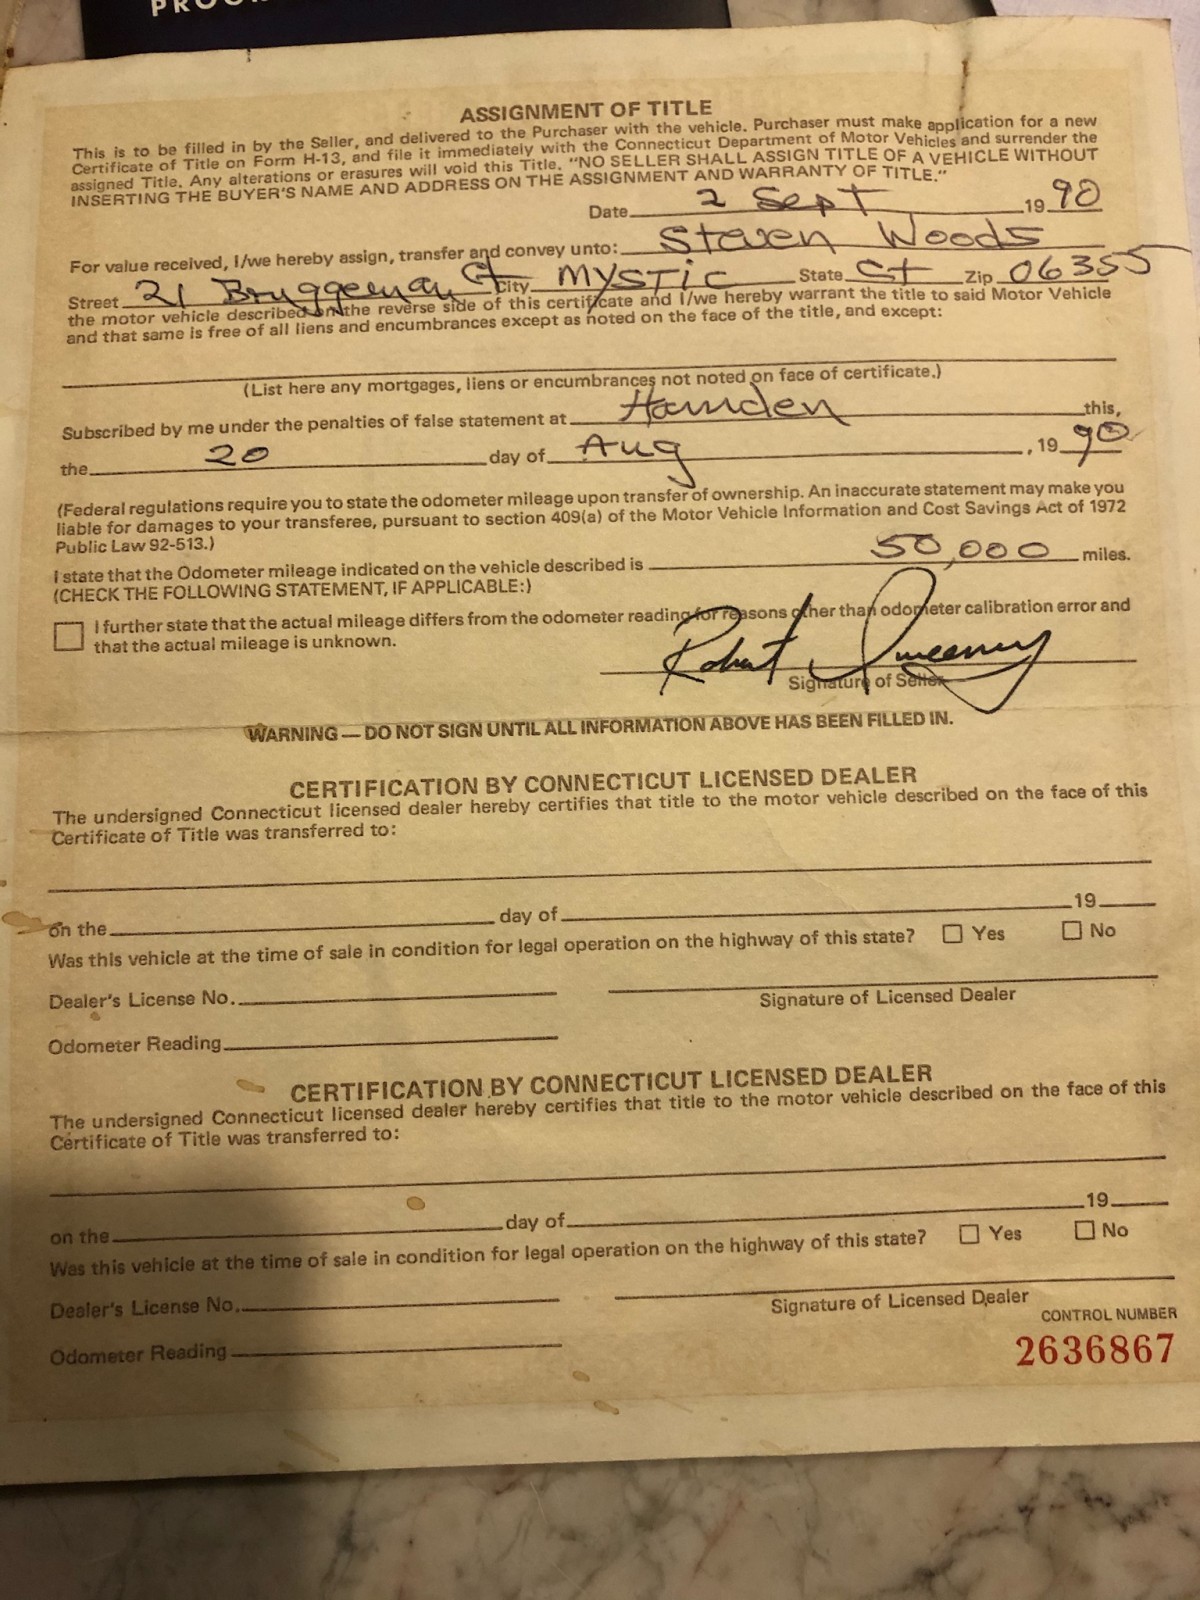 ASSIGNMENT OF TITLE
This is to be filled in by the Seller, and delivered to the Purchaser with the vehicle. Purchaser must make application for a new
Certificate of Title on Form H-13, and file it immediately with the Connecticut Department of Motor Vehicles and surrender the
assigned Title. Any alterations or erasures will void this Title. "NO SELLER SHALL ASSIGN TITLE OF A VEHICLE WITHOUT
INSERTING THE BUYER'S NAME AND ADDRESS ON THE ASSIGNMENT AND WARRANTY OF TITLE."
Date 2 Sept 19 90
For value received, I/we hereby assign, transfer and convey unto: Steven Woods
Street 21 Bruggeman Ct City MYSTIC State Ct Zip 06355
the motor vehicle described on the reverse side of this certificate and I/we hereby warrant the title to said Motor Vehicle
and that same is free of all liens and encumbrances except as noted on the face of the title, and except:
(List here any mortgages, liens or encumbrances not noted on face of certificate.)
Subscribed by me under the penalties of false statement at Hamden this,
the 20 day of Aug , 19 90
(Federal regulations require you to state the odometer mileage upon transfer of ownership. An inaccurate statement may make you
liable for damages to your transferee, pursuant to section 409(a) of the Motor Vehicle Information and Cost Savings Act of 1972
Public Law 92-513.)
I state that the Odometer mileage indicated on the vehicle described is 50,000 miles.
(CHECK THE FOLLOWING STATEMENT, IF APPLICABLE:)
I further state that the actual mileage differs from the odometer reading for reasons other than odometer calibration error and
that the actual mileage is unknown.
Robert Sweeney
Signature of Seller
WARNING — DO NOT SIGN UNTIL ALL INFORMATION ABOVE HAS BEEN FILLED IN.
CERTIFICATION BY CONNECTICUT LICENSED DEALER
The undersigned Connecticut licensed dealer hereby certifies that title to the motor vehicle described on the face of this
Certificate of Title was transferred to:
on the day of 19
Was this vehicle at the time of sale in condition for legal operation on the highway of this state? Yes No
Dealer's License No.
Signature of Licensed Dealer
Odometer Reading
CERTIFICATION BY CONNECTICUT LICENSED DEALER
The undersigned Connecticut licensed dealer hereby certifies that title to the motor vehicle described on the face of this
Certificate of Title was transferred to:
on the day of 19
Was this vehicle at the time of sale in condition for legal operation on the highway of this state? Yes No
Dealer's License No.
Signature of Licensed Dealer
Odometer Reading
CONTROL NUMBER
2636867